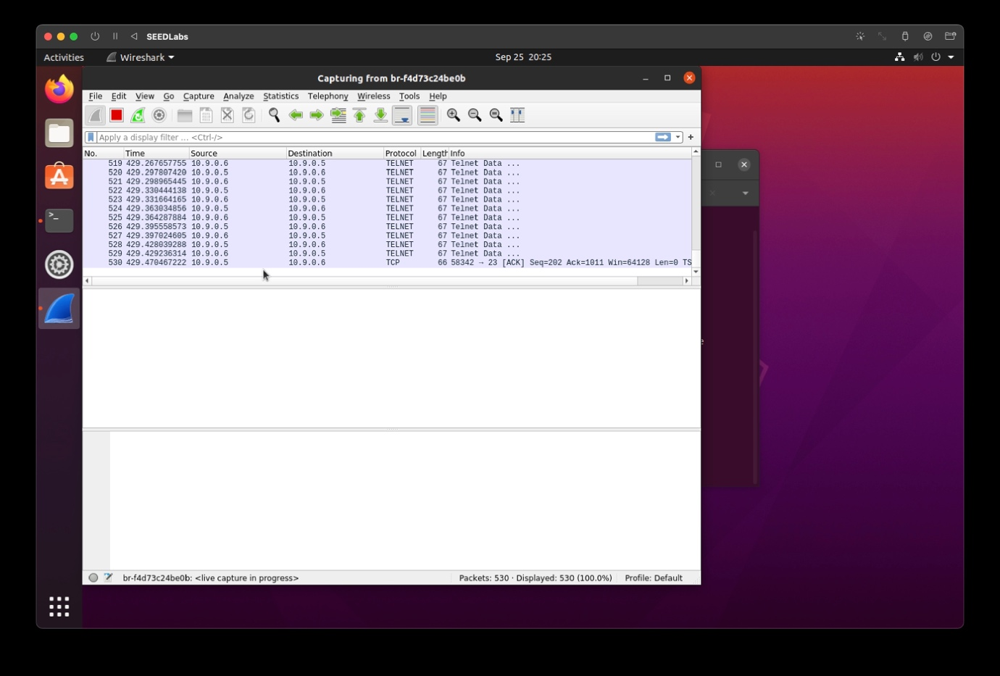 SEEDLabs
Activities Wireshark Sep 25 20:25
Capturing from br-f4d73c24be0b
File Edit View Go Capture Analyze Statistics Telephony Wireless Tools Help
Apply a display filter ... <Ctrl-/> +
No. Time Source Destination Protocol Length Info
519 429.267657755 10.9.0.6 10.9.0.5 TELNET 67 Telnet Data ...
520 429.297807420 10.9.0.5 10.9.0.6 TELNET 67 Telnet Data ...
521 429.298965445 10.9.0.6 10.9.0.5 TELNET 67 Telnet Data ...
522 429.330444138 10.9.0.5 10.9.0.6 TELNET 67 Telnet Data ...
523 429.331664165 10.9.0.6 10.9.0.5 TELNET 67 Telnet Data ...
524 429.363034856 10.9.0.5 10.9.0.6 TELNET 67 Telnet Data ...
525 429.364287884 10.9.0.6 10.9.0.5 TELNET 67 Telnet Data ...
526 429.395558573 10.9.0.5 10.9.0.6 TELNET 67 Telnet Data ...
527 429.397024605 10.9.0.6 10.9.0.5 TELNET 67 Telnet Data ...
528 429.428039288 10.9.0.5 10.9.0.6 TELNET 67 Telnet Data ...
529 429.429236314 10.9.0.6 10.9.0.5 TELNET 67 Telnet Data ...
530 429.470467222 10.9.0.5 10.9.0.6 TCP 66 58342 → 23 [ACK] Seq=202 Ack=1011 Win=64128 Len=0 TS
e
br-f4d73c24be0b: <live capture in progress> Packets: 530 · Displayed: 530 (100.0%) Profile: Default